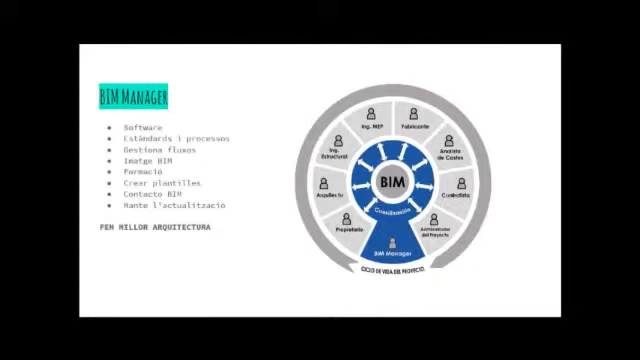 BIM MANAGER
Software
Estàndards i processos
Gestiona fluxos
Imatge BIM
Formació
Crear plantilles
Contacto BIM
Mante l'actualització
FEM MILLOR ARQUITECTURA
Ing. MEP
Fabricante
Ing.
Estructural
Analista
de Costes
Arquitecto
BIM
Contratista
Coordinación
Propietario
Administrador
del Proyecto
BIM Manager
CICLO DE VIDA DEL PROYECTO.